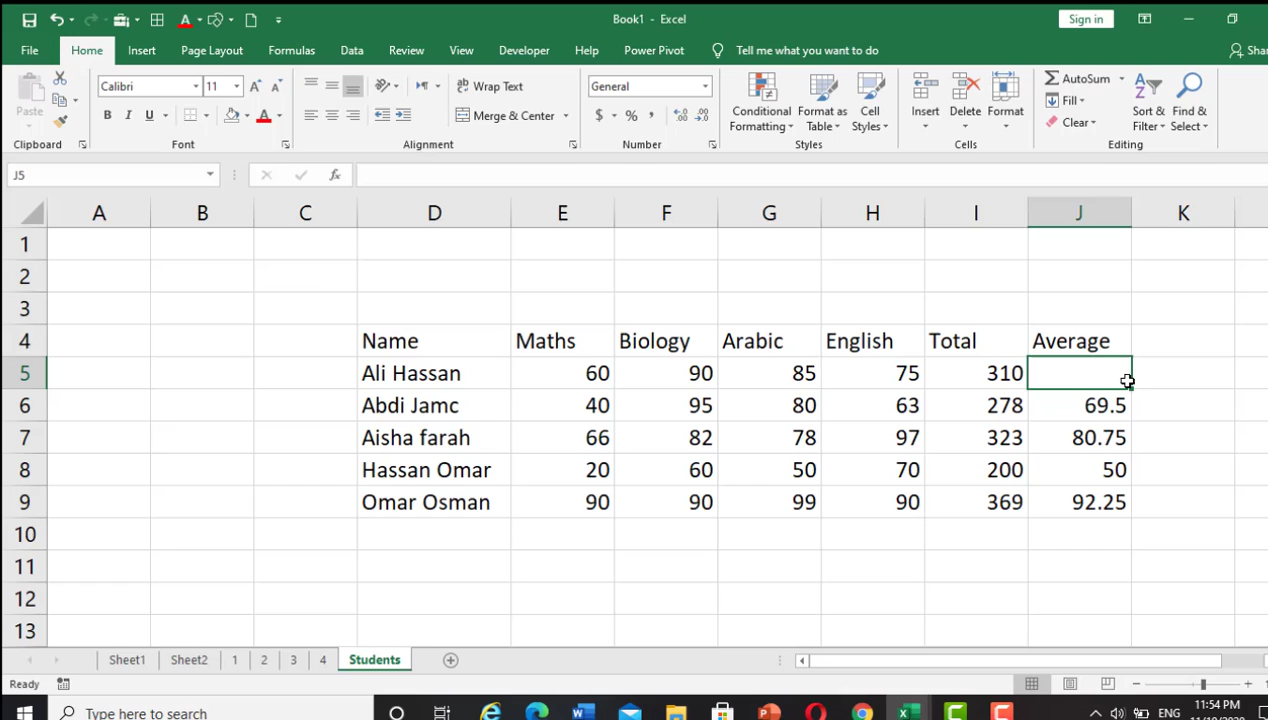 Book1 - Excel
Sign in
File Home Insert Page Layout Formulas Data Review View Developer Help Power Pivot Tell me what you want to do
Paste
Clipboard
Calibri 11
B I U
Font
Wrap Text
Merge & Center
Alignment
General
$ % ,
Number
Conditional Formatting
Format as Table
Cell Styles
Styles
Insert
Delete
Format
Cells
AutoSum
Fill
Clear
Sort & Filter
Find & Select
Editing
J5
fx
A B C D E F G H I J K
1
2
3
4 Name Maths Biology Arabic English Total Average
5 Ali Hassan 60 90 85 75 310
6 Abdi Jamc 40 95 80 63 278 69.5
7 Aisha farah 66 82 78 97 323 80.75
8 Hassan Omar 20 60 50 70 200 50
9 Omar Osman 90 90 99 90 369 92.25
10
11
12
13
Sheet1 Sheet2 1 2 3 4 Students
Ready
Type here to search
ENG
11:54 PM